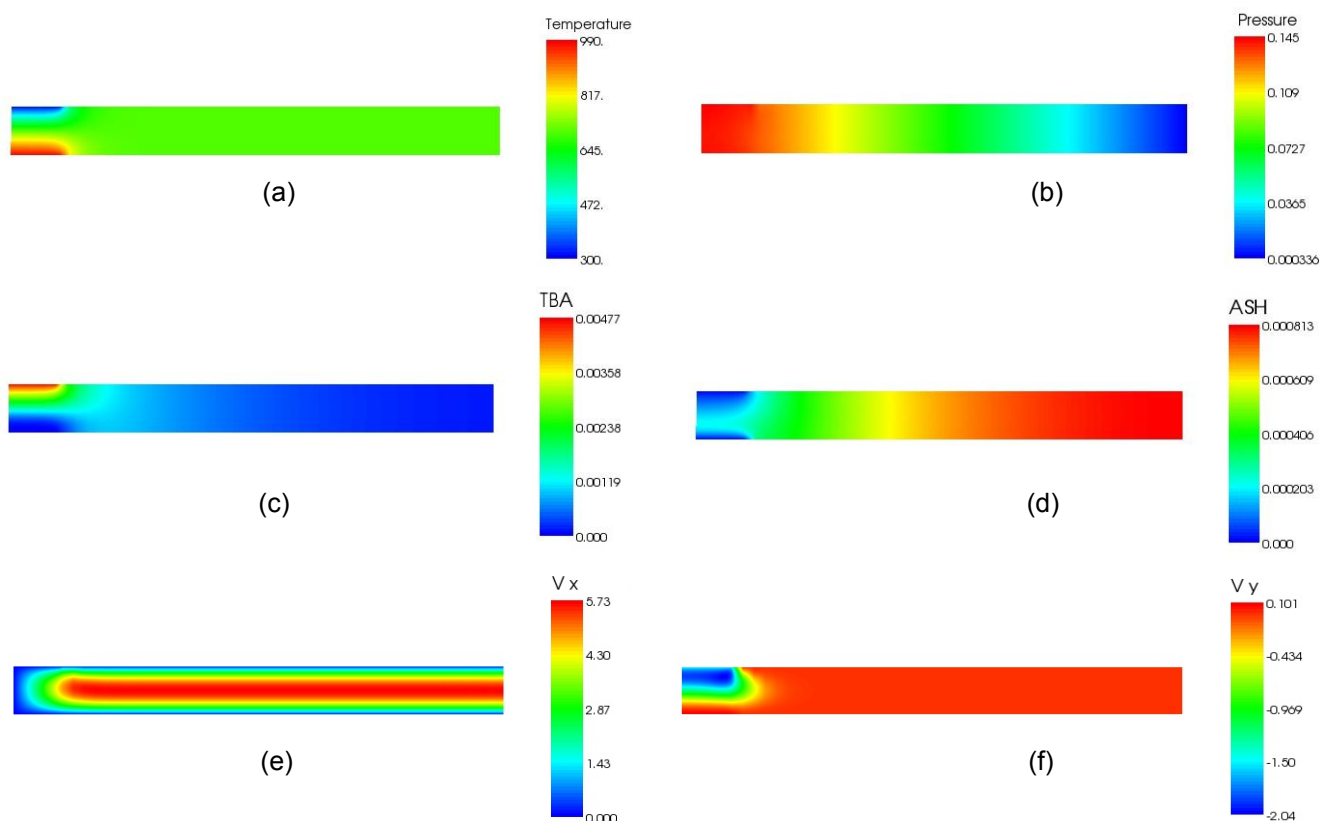 Temperature
990.
817.
645.
472.
300.
(a)
Pressure
0.145
0.109
0.0727
0.0365
0.000336
(b)
TBA
0.00477
0.00358
0.00238
0.00119
0.000
(c)
ASH
0.000813
0.000609
0.000406
0.000203
0.000
(d)
V x
5.73
4.30
2.87
1.43
0.000
(e)
V y
0.101
-0.434
-0.969
-1.50
-2.04
(f)